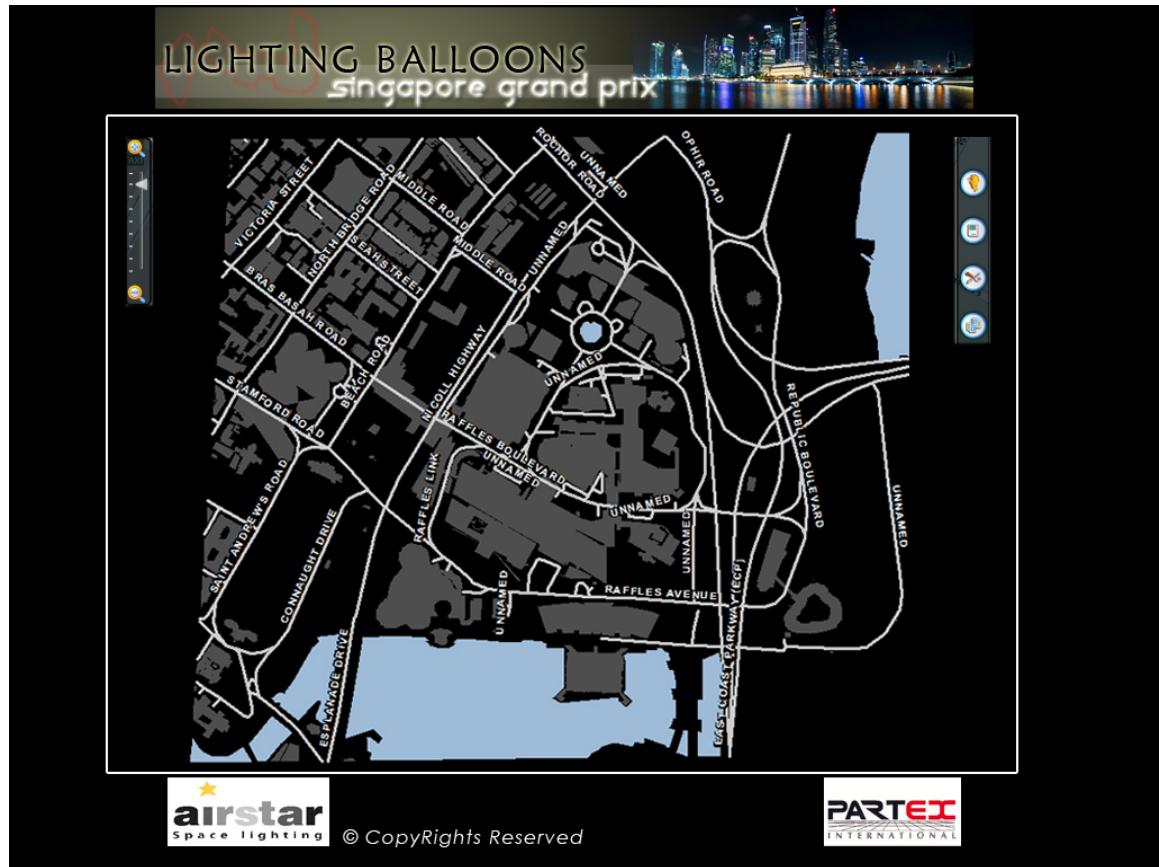 LIGHTING BALLOONS
singapore grand prix
ROCHOR ROAD
UNNAMED
OPHIR ROAD
VICTORIA STREET
NORTH BRIDGE ROAD
MIDDLE ROAD
SEAH STREET
MIDDLE ROAD
UNNAMED
BRAS BASAH ROAD
BEACH ROAD
NICOLL HIGHWAY
UNNAMED
STAMFORD ROAD
RAFFLES BOULEVARD
UNNAMED
REPUBLIC BOULEVARD
RAFFLES LINK
UNNAMED
UNNAMED
UNNAMED
SAINT ANDREW'S ROAD
CONNAUGHT DRIVE
UNNAMED
RAFFLES AVENUE
EAST COAST PARKWAY (ECP)
ESPLANADE DRIVE
airstar
Space lighting
© CopyRights Reserved
PARTEX
INTERNATIONAL